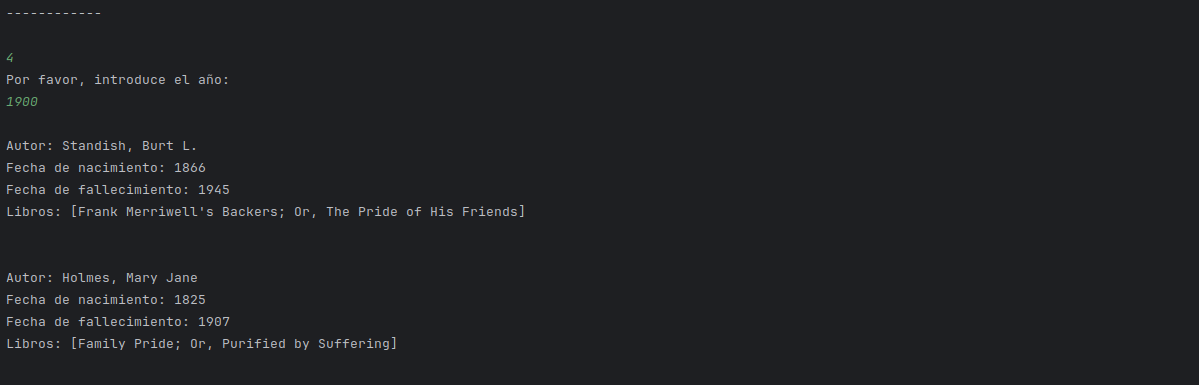 ------------
4
Por favor, introduce el año:
1900
Autor: Standish, Burt L.
Fecha de nacimiento: 1866
Fecha de fallecimiento: 1945
Libros: [Frank Merriwell's Backers; Or, The Pride of His Friends]
Autor: Holmes, Mary Jane
Fecha de nacimiento: 1825
Fecha de fallecimiento: 1907
Libros: [Family Pride; Or, Purified by Suffering]